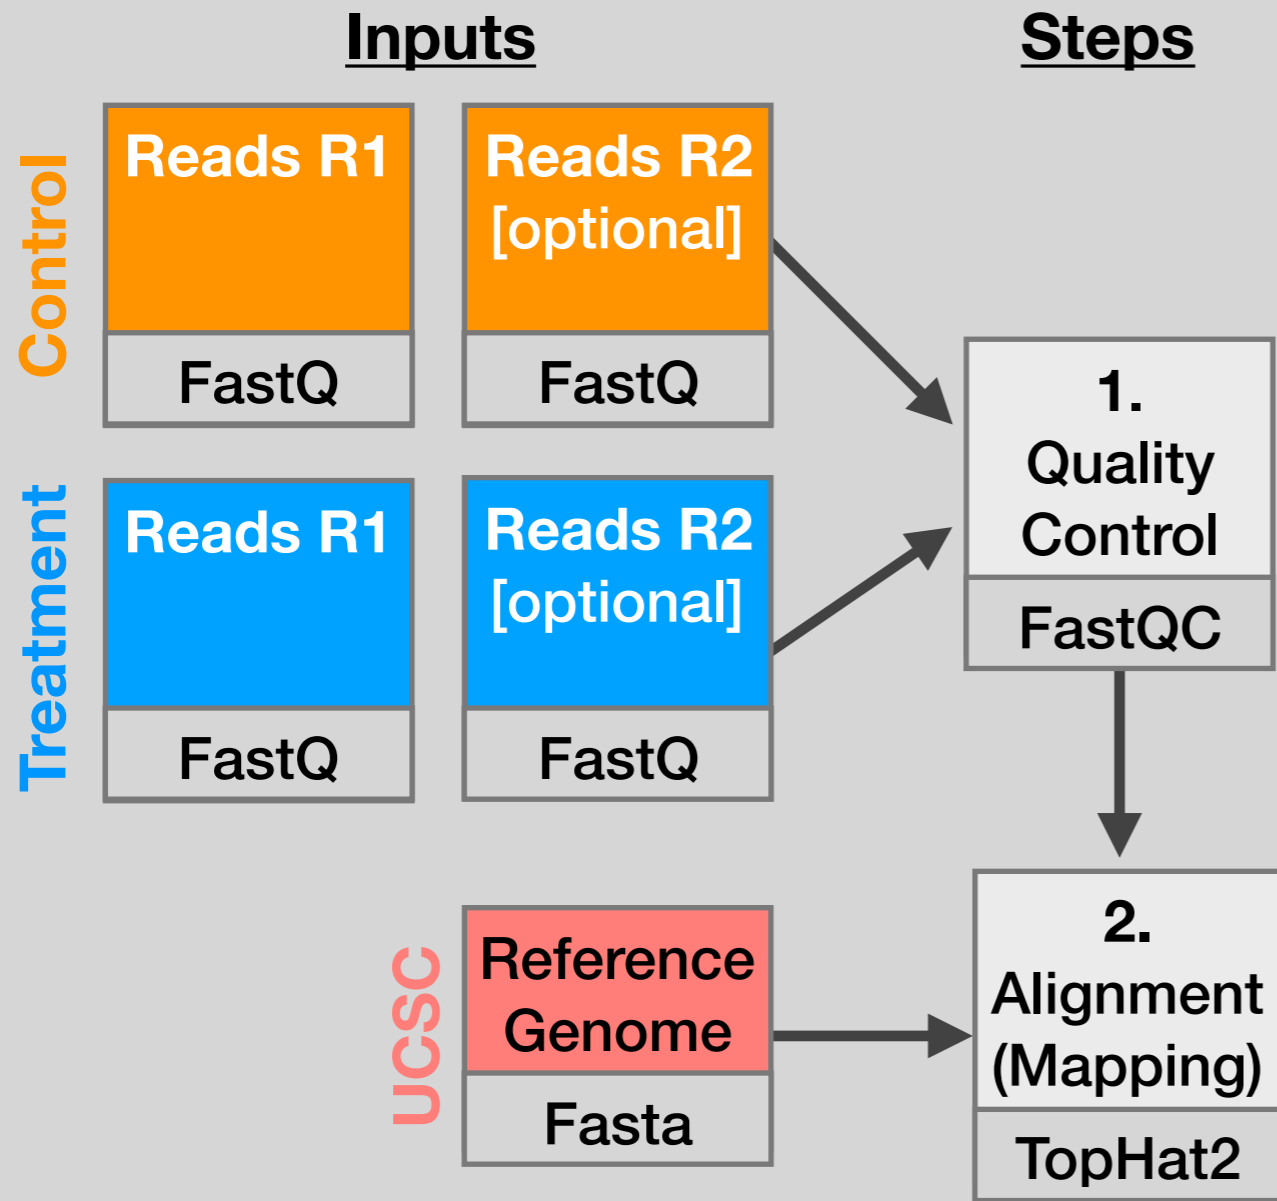 Inputs
Steps
Control
Reads R1
FastQ
Reads R2
[optional]
FastQ
Treatment
Reads R1
FastQ
Reads R2
[optional]
FastQ
1.
Quality
Control
FastQC
UCSC
Reference
Genome
Fasta
2.
Alignment
(Mapping)
TopHat2